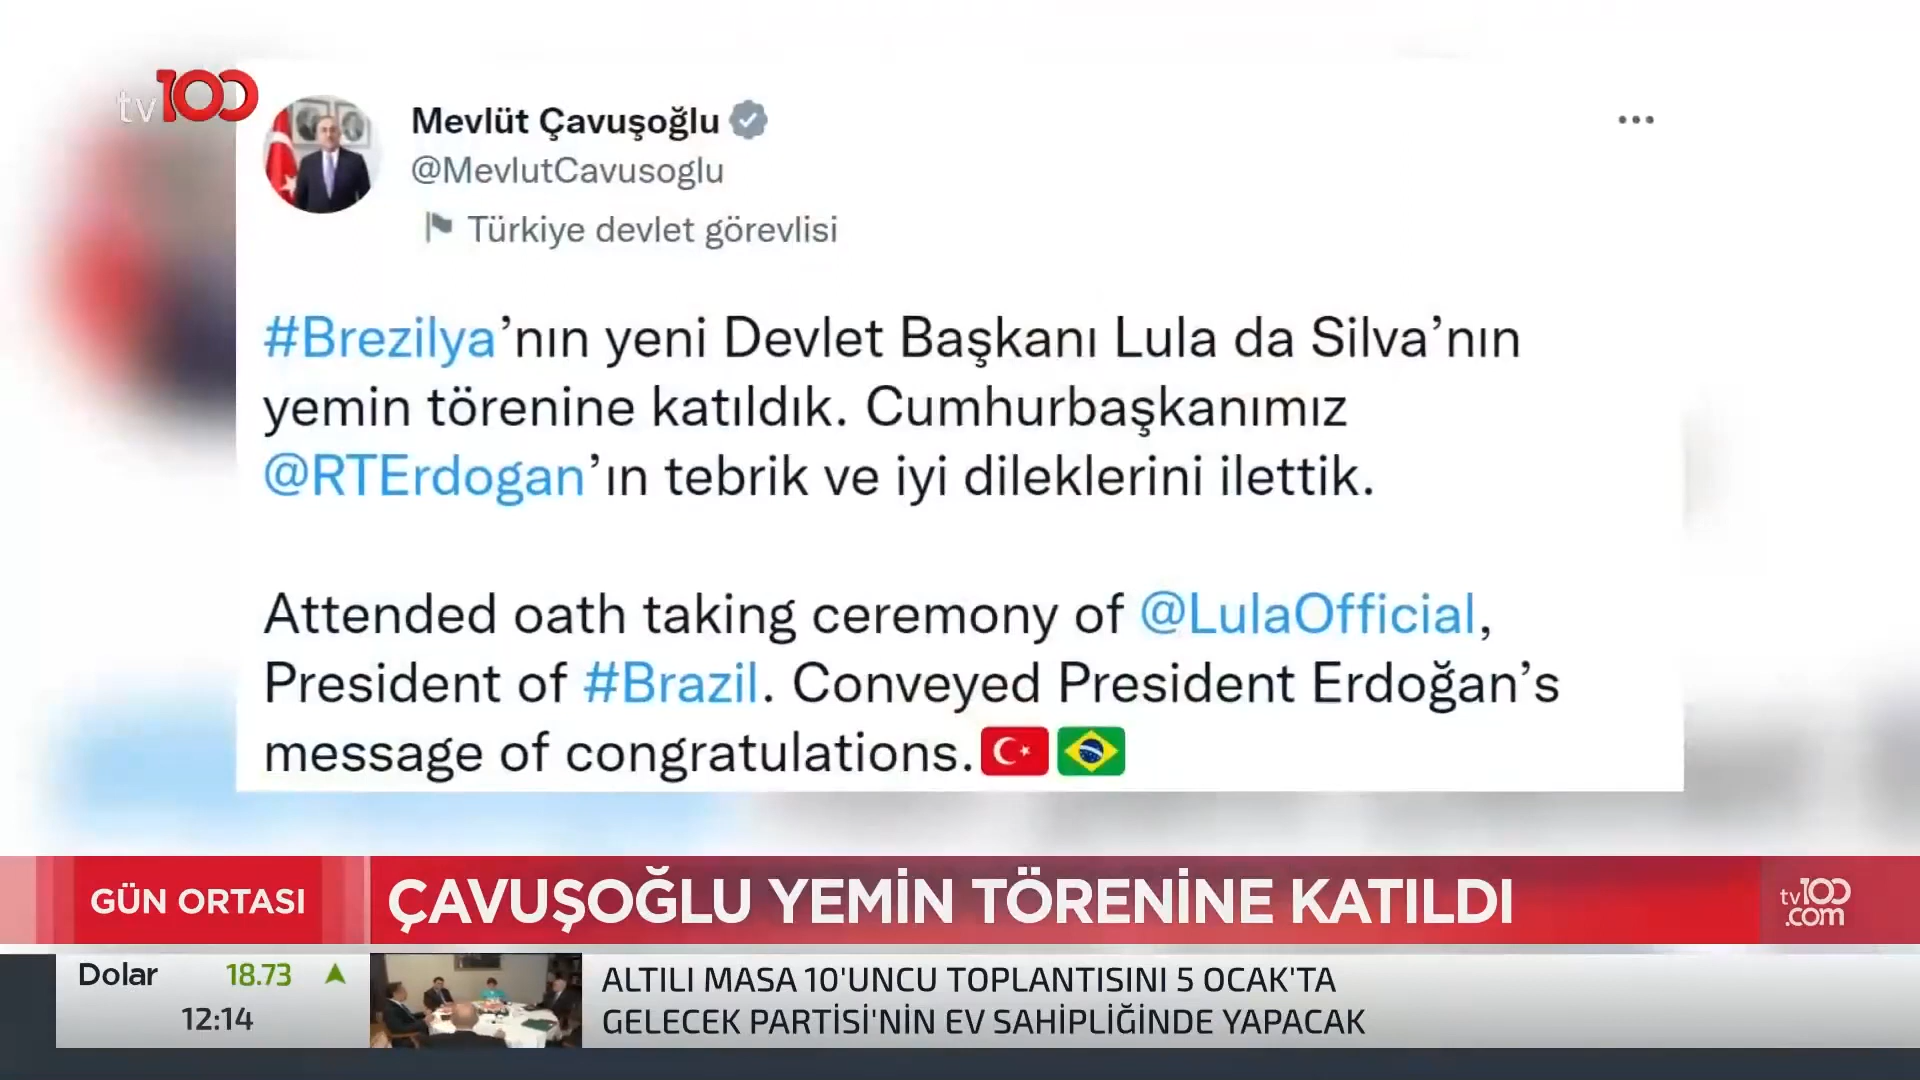 tv100
Mevlüt Çavuşoğlu
@MevlutCavusoglu
Türkiye devlet görevlisi
#Brezilya’nın yeni Devlet Başkanı Lula da Silva’nın
yemin törenine katıldık. Cumhurbaşkanımız
@RTErdogan’ın tebrik ve iyi dileklerini ilettik.
Attended oath taking ceremony of @LulaOfficial,
President of #Brazil. Conveyed President Erdoğan’s
message of congratulations.
GÜN ORTASI
ÇAVUŞOĞLU YEMİN TÖRENİNE KATILDI
tv100
.com
Dolar 18.73
12:14
ALTILI MASA 10'UNCU TOPLANTISINI 5 OCAK'TA
GELECEK PARTİSİ'NİN EV SAHİPLİĞİNDE YAPACAK